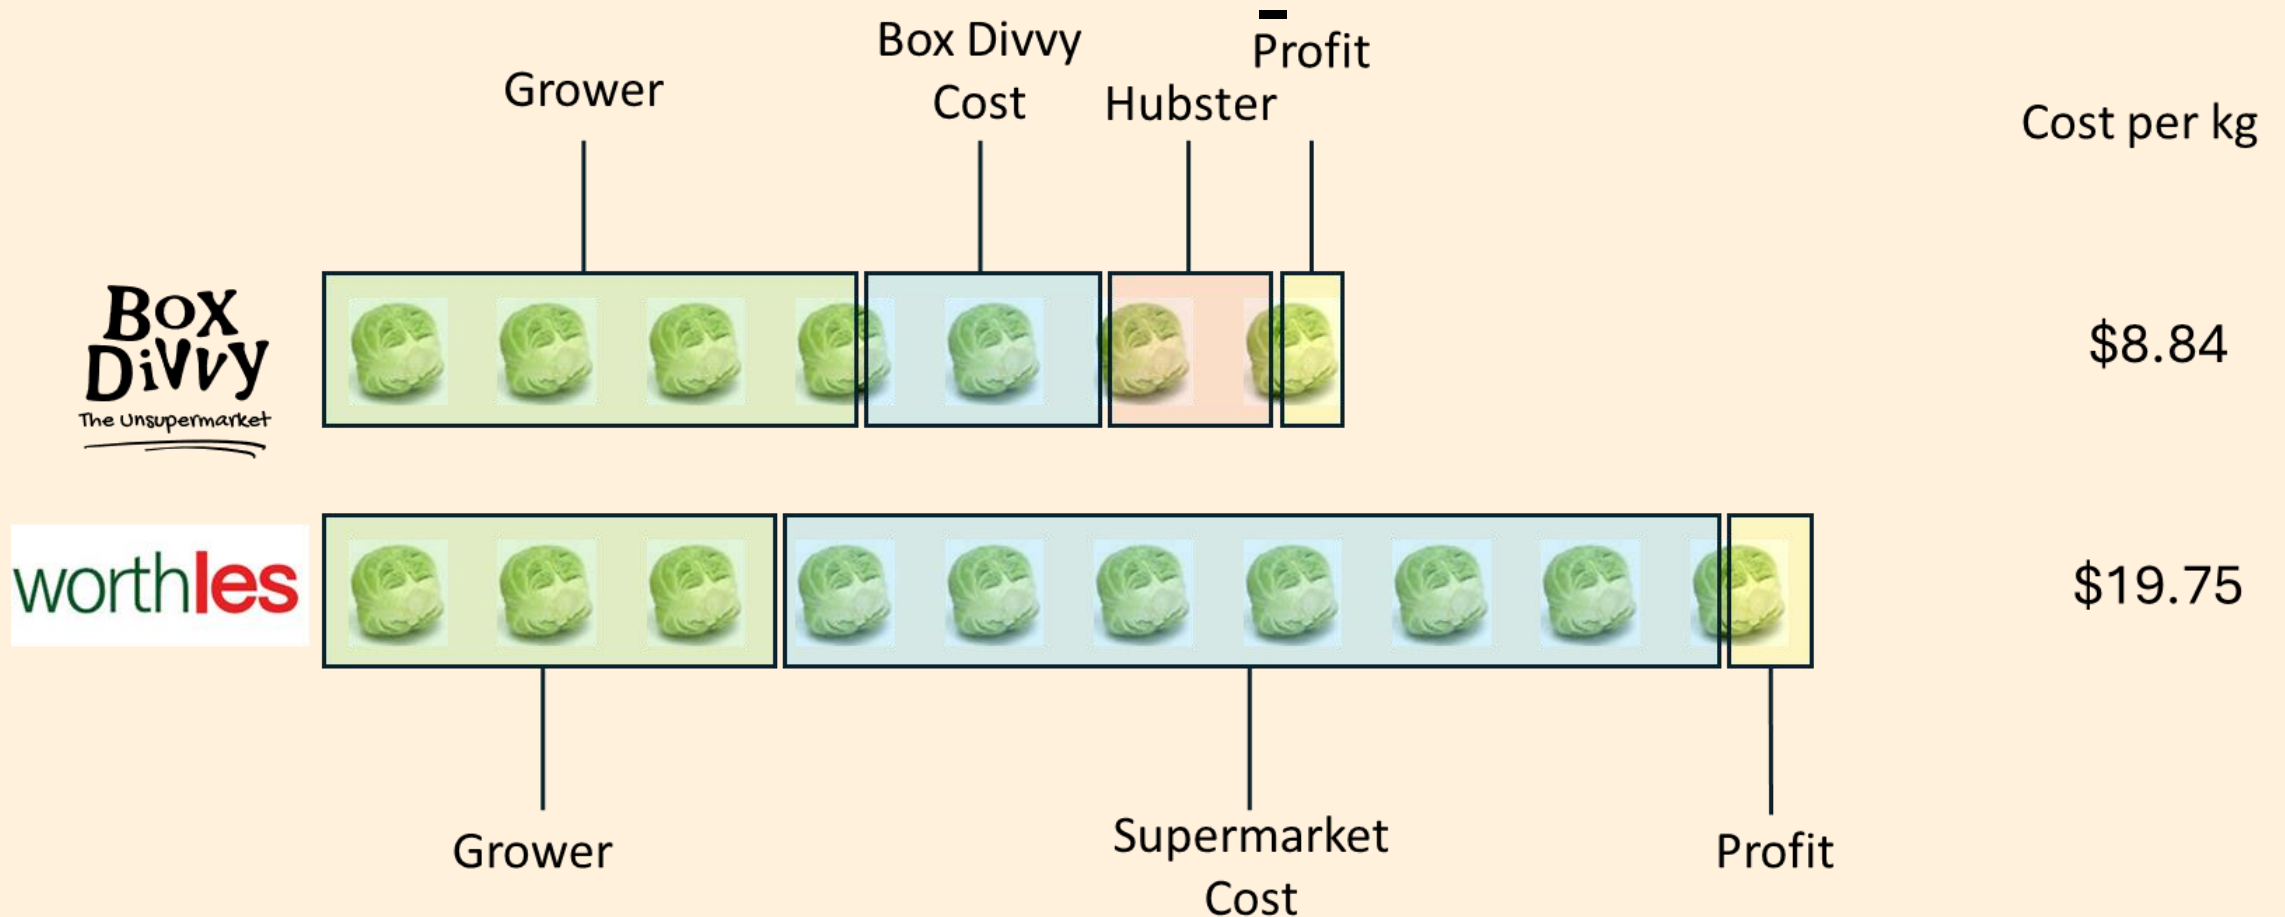 Grower
Box Divvy
Cost
Hubster
Profit
Cost per kg
Box
Divvy
The Unsupermarket
$8.84
worthles
$19.75
Grower
Supermarket
Cost
Profit